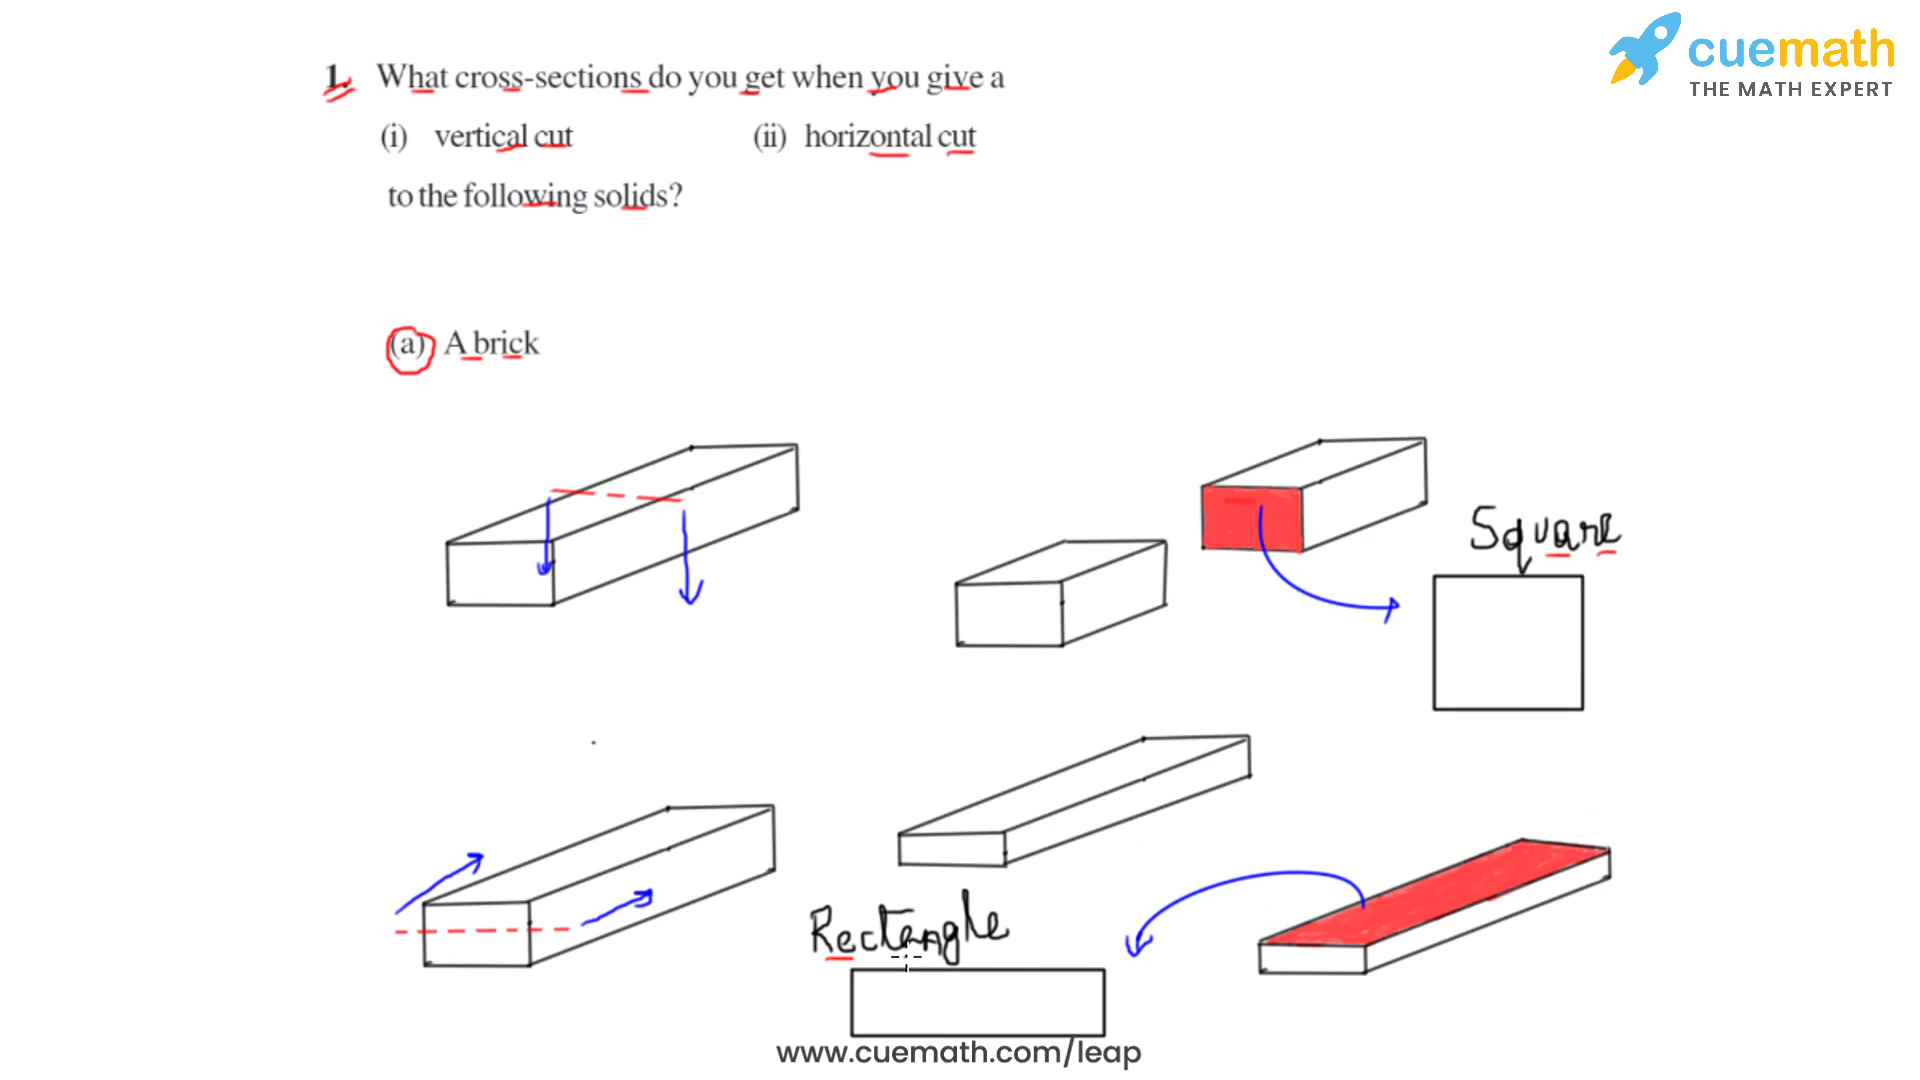 cuemath
THE MATH EXPERT
1. What cross-sections do you get when you give a
(i) vertical cut (ii) horizontal cut
to the following solids?
(a) A brick
Square
Rectangle
www.cuemath.com/leap